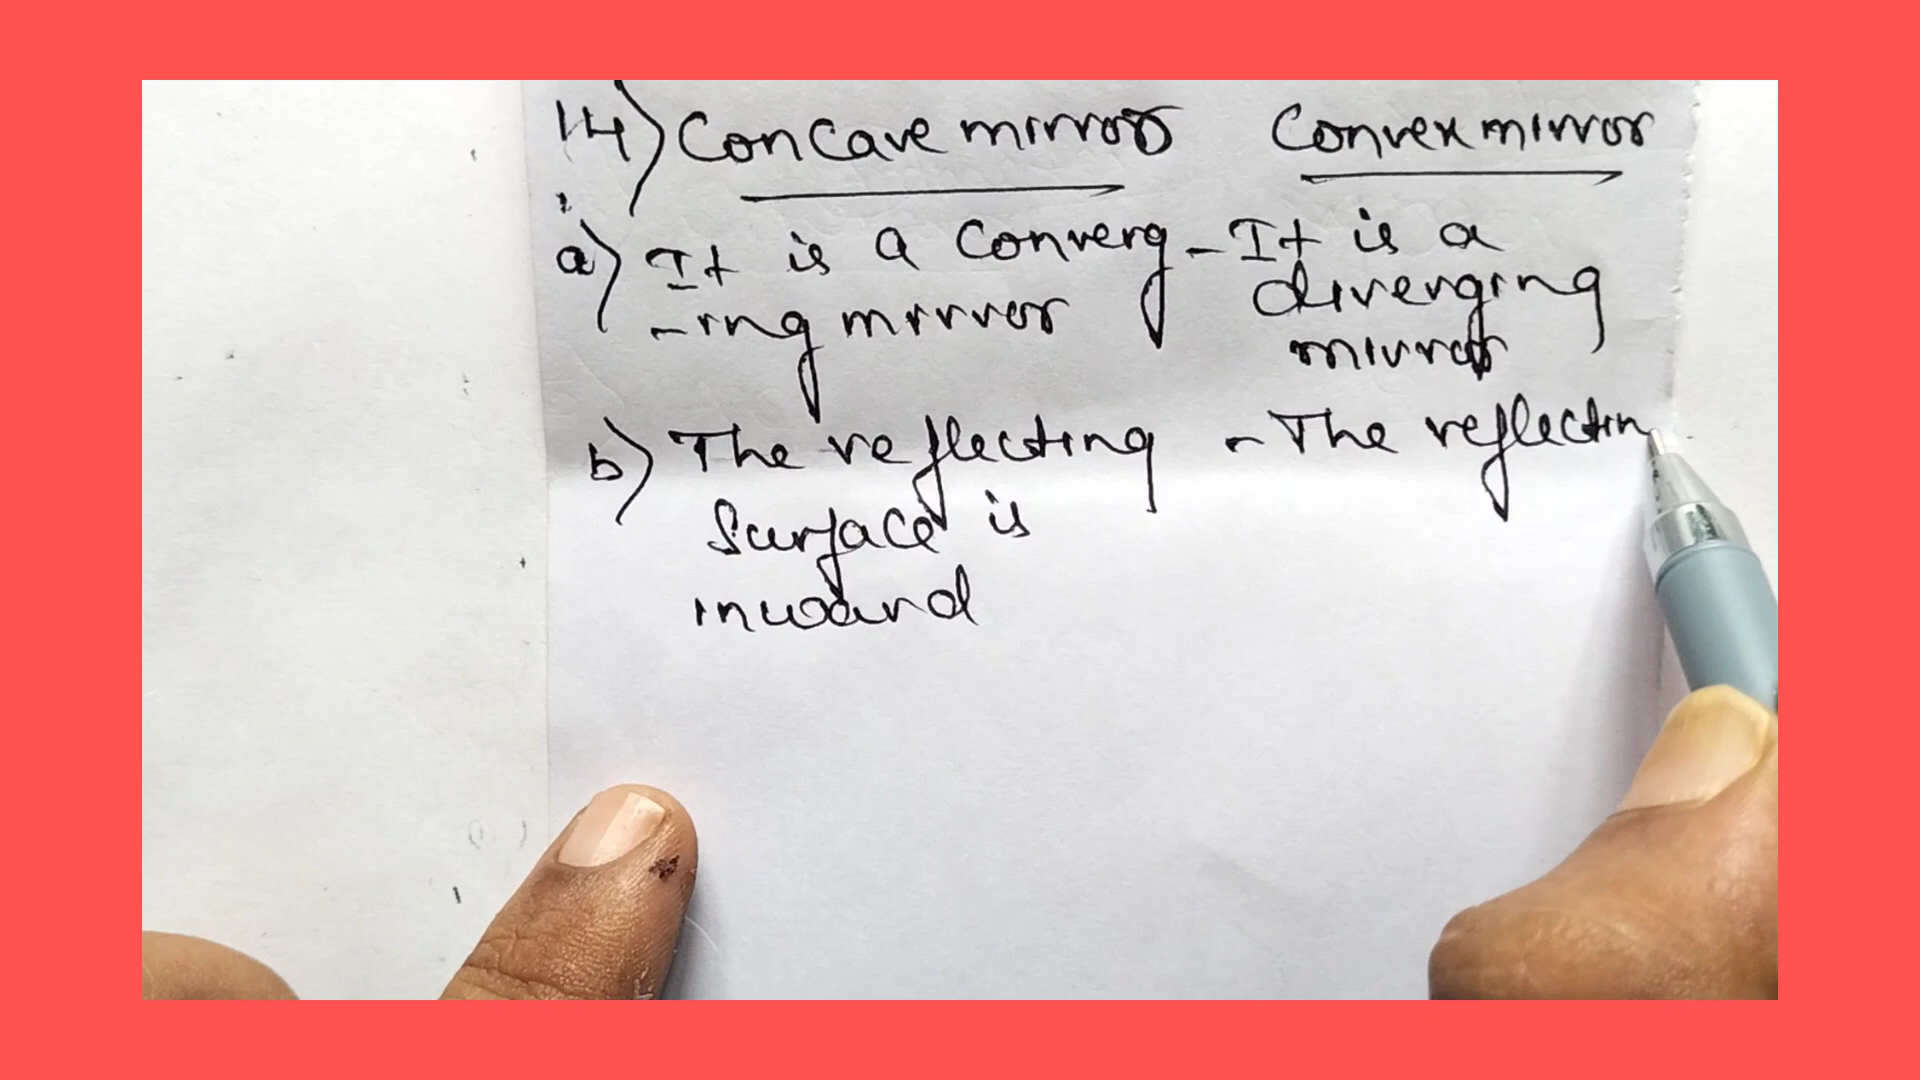 14) Concave mirror Convex mirror
a) It is a converg - It is a
-ing mirror diverging
mirror
b) The reflecting - The reflectin
surface is
inward